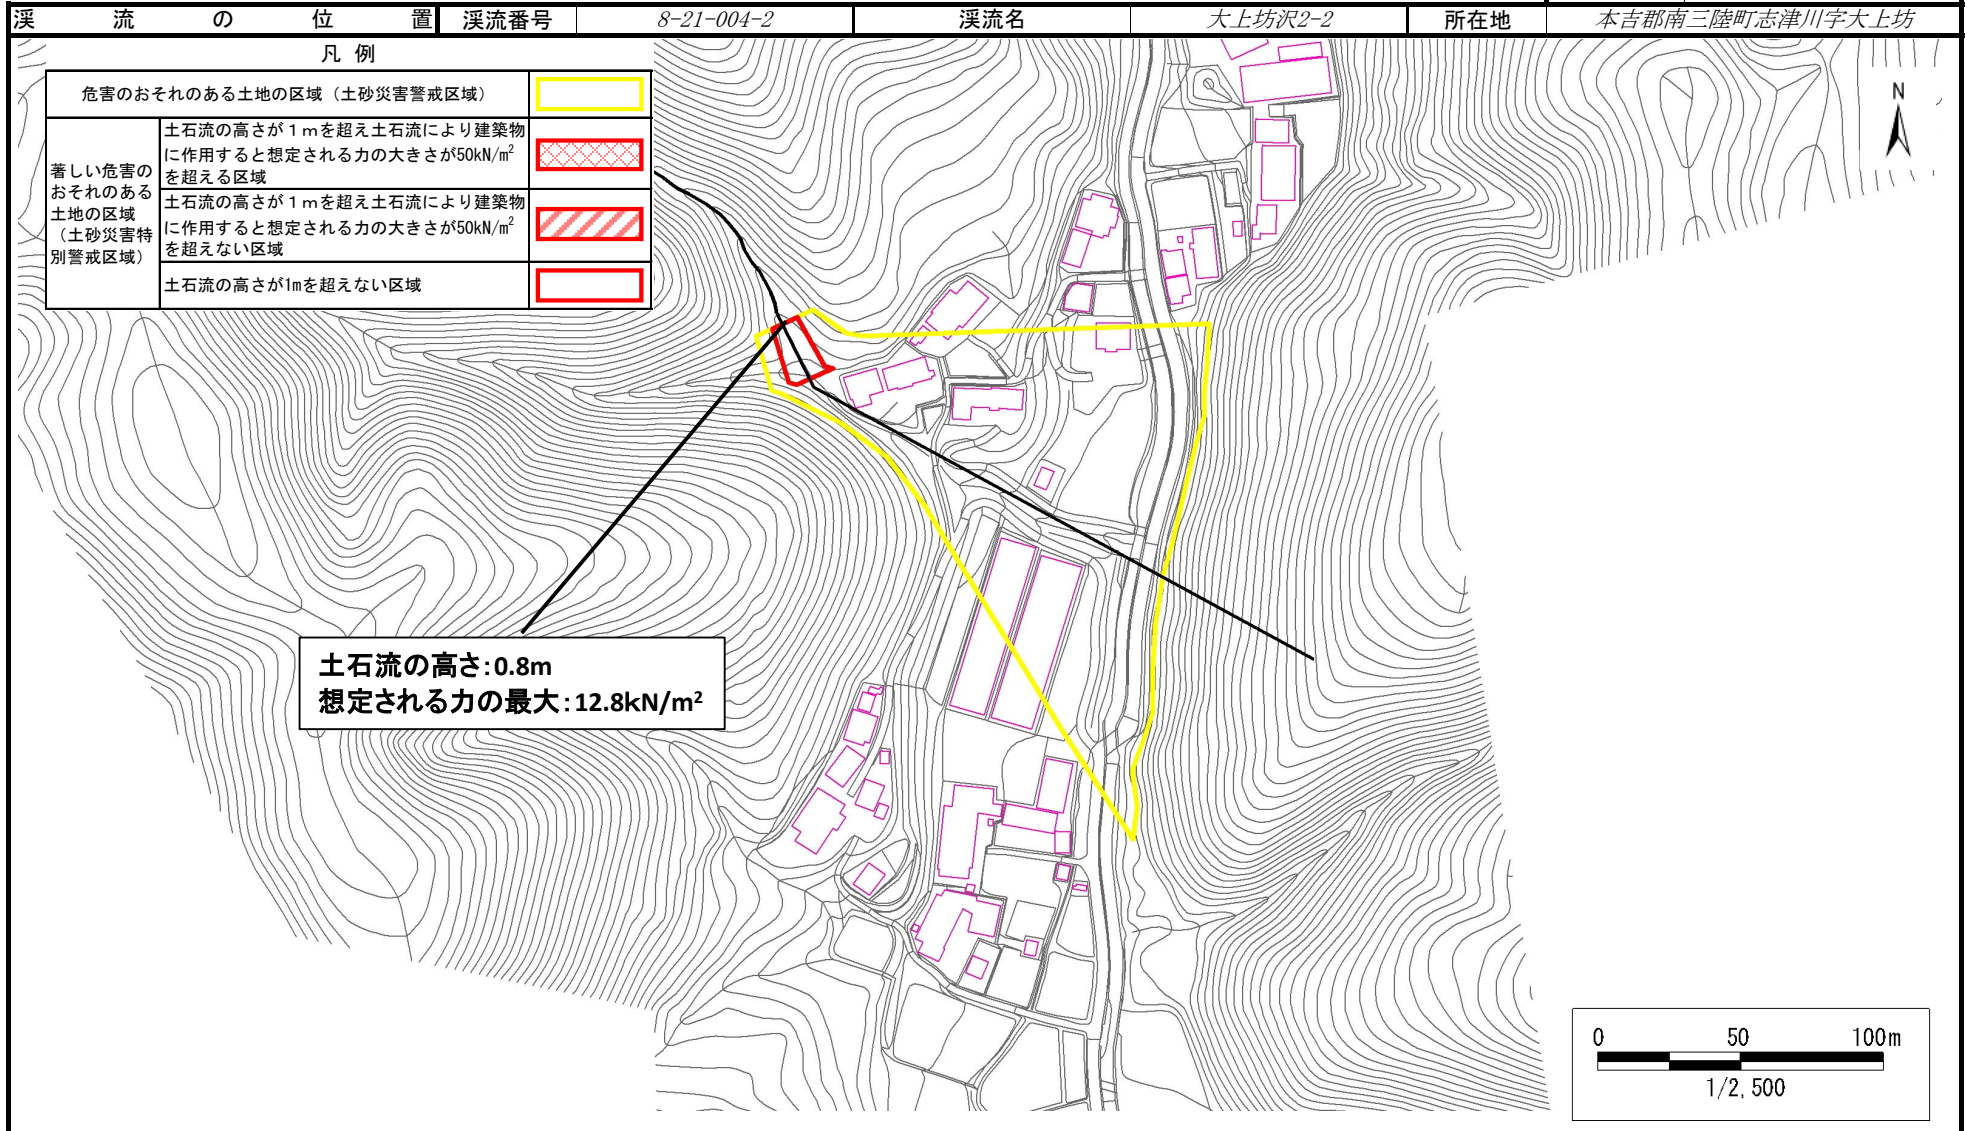 渓流の位置 渓流番号 8-21-004-2 渓流名 大上坊沢2-2 所在地 本吉郡南三陸町志津川字大上坊
凡 例
危害のおそれのある土地の区域（土砂災害警戒区域）
著しい危害の
おそれのある
土地の区域
（土砂災害特
別警戒区域）
土石流の高さが１ｍを超え土石流により建築物
に作用すると想定される力の大きさが50kN/m²
を超える区域
土石流の高さが１ｍを超え土石流により建築物
に作用すると想定される力の大きさが50kN/m²
を超えない区域
土石流の高さが1mを超えない区域
N
土石流の高さ:0.8m
想定される力の最大:12.8kN/m²
0 50 100m
1/2,500